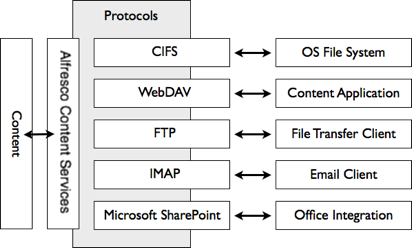 Protocols
Content
Alfresco Content Services
CIFS
OS File System
WebDAV
Content Application
FTP
File Transfer Client
IMAP
Email Client
Microsoft SharePoint
Office Integration